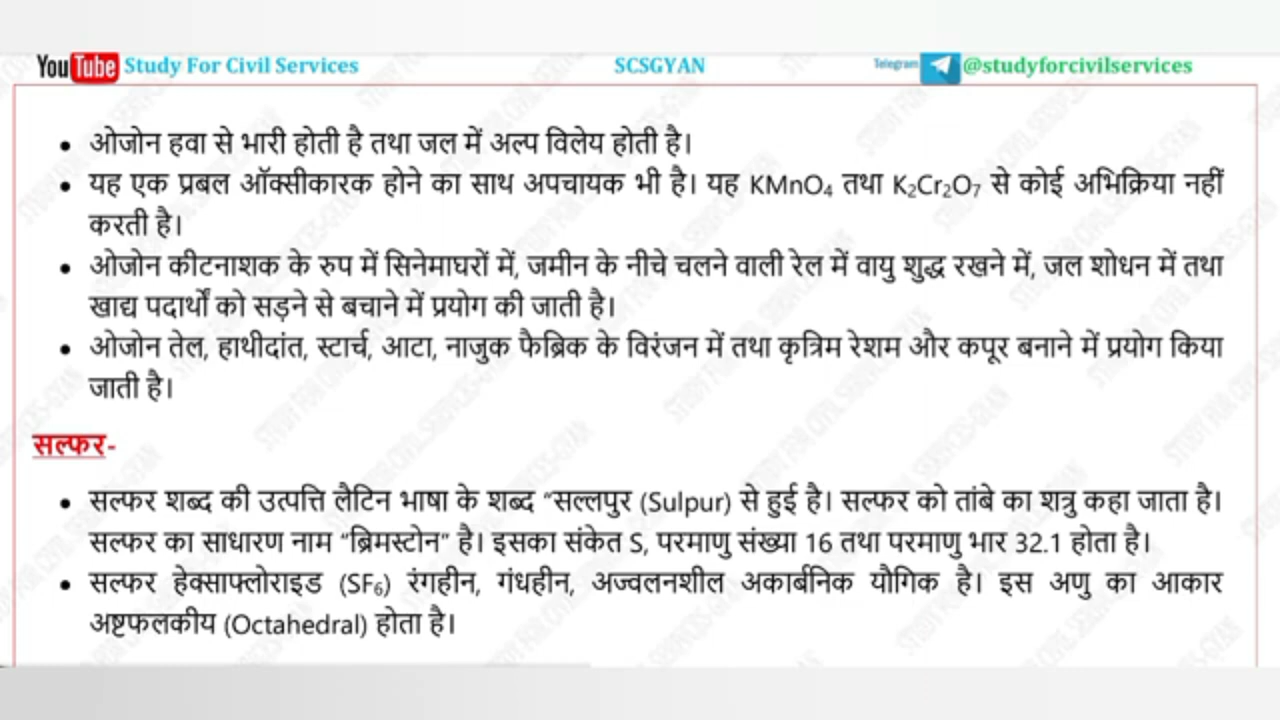 YouTube Study For Civil Services SCSGYAN Telegram @studyforcivilservices
• ओजोन हवा से भारी होती है तथा जल में अल्प विलेय होती है।
• यह एक प्रबल ऑक्सीकारक होने का साथ अपचायक भी है। यह KMnO₄ तथा K₂Cr₂O₇ से कोई अभिक्रिया नहीं
करती है।
• ओजोन कीटनाशक के रुप में सिनेमाघरों में, जमीन के नीचे चलने वाली रेल में वायु शुद्ध रखने में, जल शोधन में तथा
खाद्य पदार्थों को सड़ने से बचाने में प्रयोग की जाती है।
• ओजोन तेल, हाथीदांत, स्टार्च, आटा, नाजुक फैब्रिक के विरंजन में तथा कृत्रिम रेशम और कपूर बनाने में प्रयोग किया
जाती है।
सल्फर-
• सल्फर शब्द की उत्पत्ति लैटिन भाषा के शब्द “सल्लपुर (Sulpur) से हुई है। सल्फर को तांबे का शत्रु कहा जाता है।
सल्फर का साधारण नाम “ब्रिमस्टोन” है। इसका संकेत S, परमाणु संख्या 16 तथा परमाणु भार 32.1 होता है।
• सल्फर हेक्साफ्लोराइड (SF₆) रंगहीन, गंधहीन, अज्वलनशील अकार्बनिक यौगिक है। इस अणु का आकार
अष्टफलकीय (Octahedral) होता है।